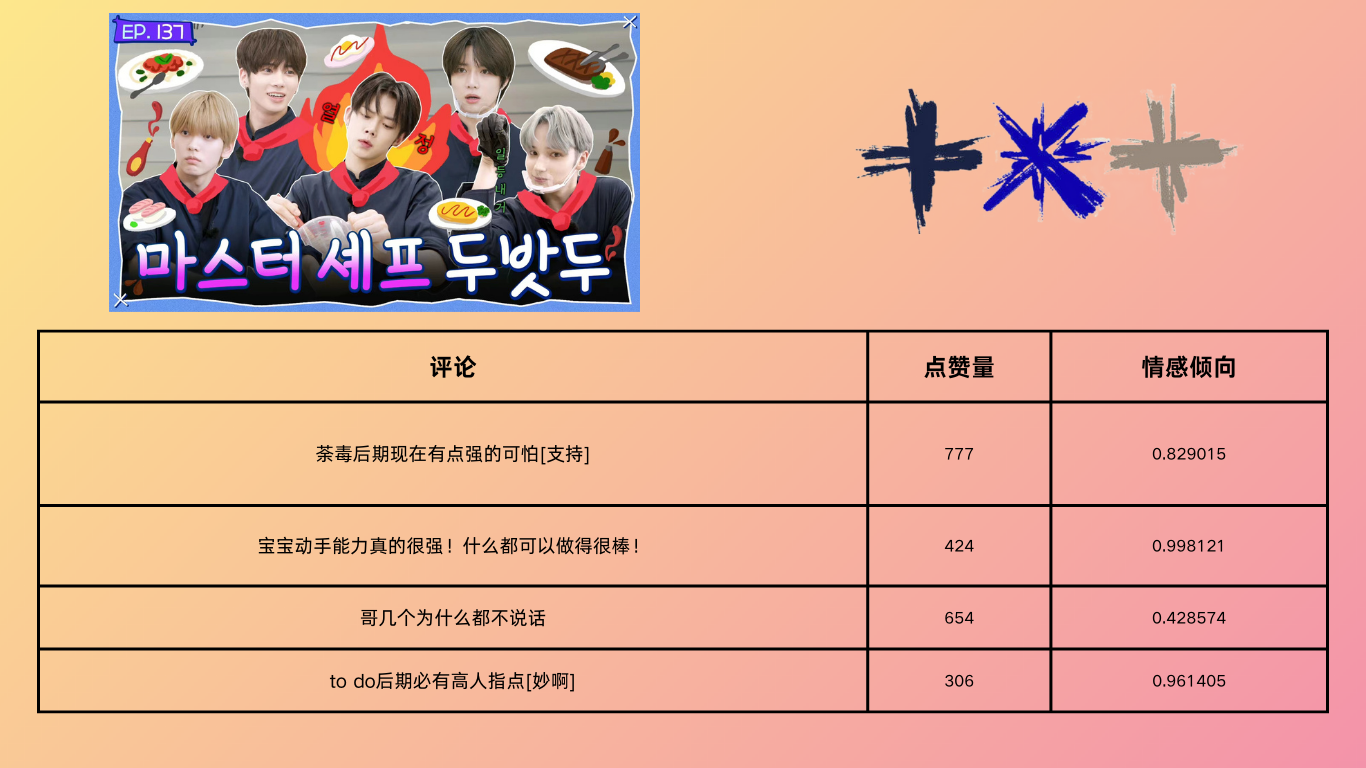 EP. 137
요
정
일등내거
마스터 셰프 두밧두
评论 点赞量 情感倾向
荼毒后期现在有点强的可怕[支持] 777 0.829015
宝宝动手能力真的很强！什么都可以做得很棒！ 424 0.998121
哥几个为什么都不说话 654 0.428574
to do后期必有高人指点[妙啊] 306 0.961405